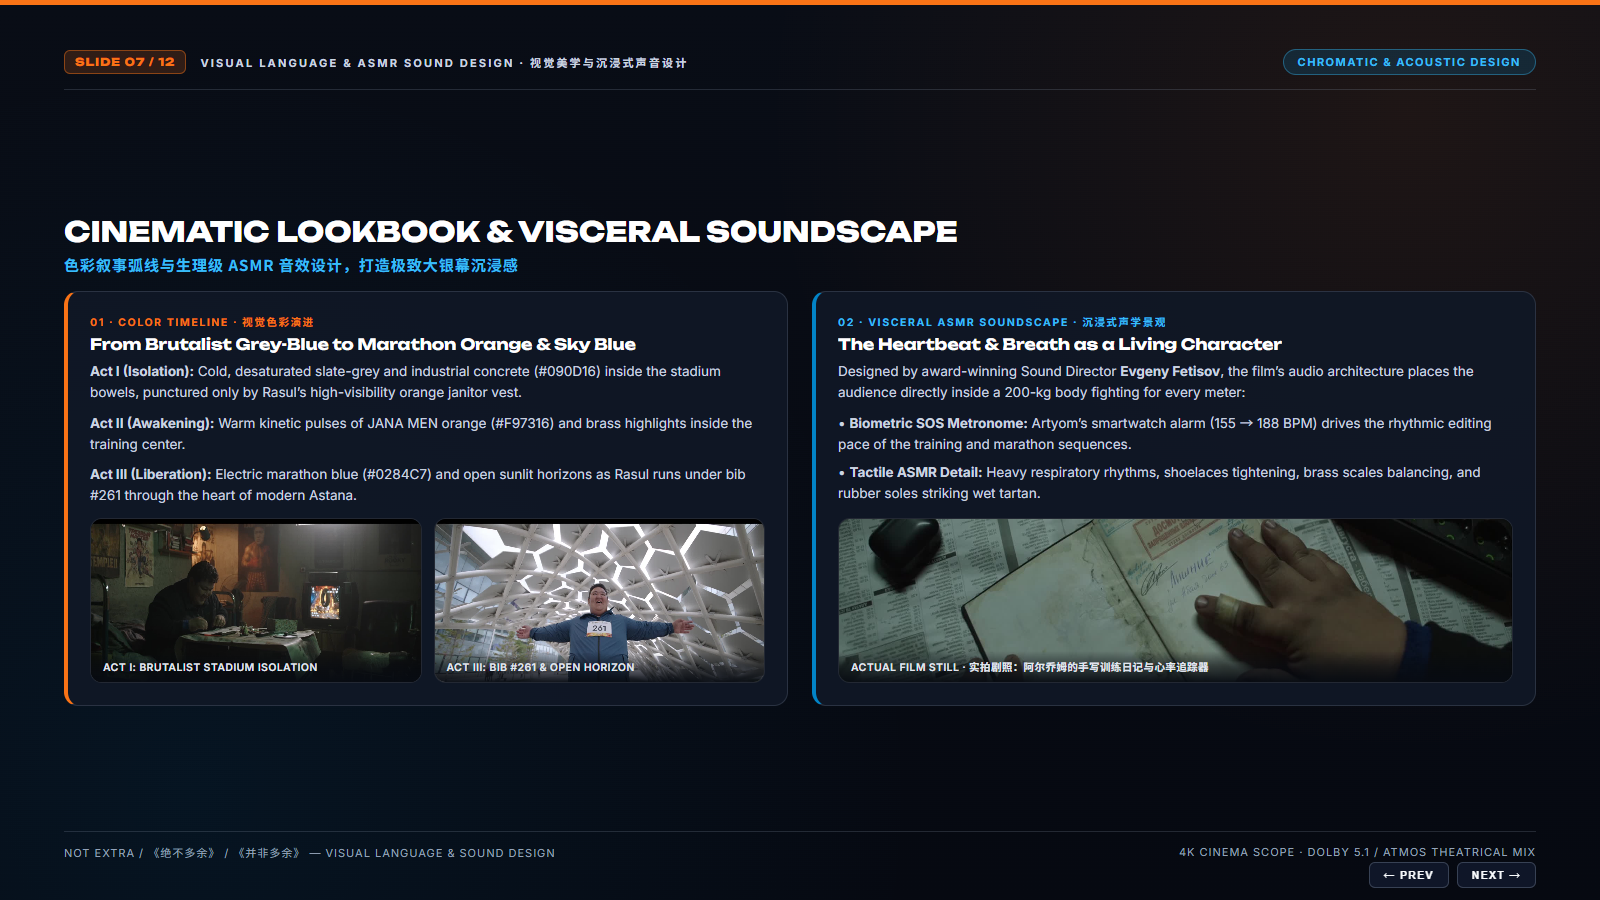 SLIDE 07 / 12
VISUAL LANGUAGE & ASMR SOUND DESIGN · 视觉美学与沉浸式声音设计
CHROMATIC & ACOUSTIC DESIGN
CINEMATIC LOOKBOOK & VISCERAL SOUNDSCAPE
色彩叙事弧线与生理级 ASMR 音效设计，打造极致大银幕沉浸感
01 · COLOR TIMELINE · 视觉色彩演进
From Brutalist Grey-Blue to Marathon Orange & Sky Blue
Act I (Isolation): Cold, desaturated slate-grey and industrial concrete (#090D16) inside the stadium
bowels, punctured only by Rasul’s high-visibility orange janitor vest.
Act II (Awakening): Warm kinetic pulses of JANA MEN orange (#F97316) and brass highlights inside the
training center.
Act III (Liberation): Electric marathon blue (#0284C7) and open sunlit horizons as Rasul runs under bib
#261 through the heart of modern Astana.
261
ACT I: BRUTALIST STADIUM ISOLATION
ACT III: BIB #261 & OPEN HORIZON
02 · VISCERAL ASMR SOUNDSCAPE · 沉浸式声学景观
The Heartbeat & Breath as a Living Character
Designed by award-winning Sound Director Evgeny Fetisov, the film’s audio architecture places the
audience directly inside a 200-kg body fighting for every meter:
• Biometric SOS Metronome: Artyom’s smartwatch alarm (155 → 188 BPM) drives the rhythmic editing
pace of the training and marathon sequences.
• Tactile ASMR Detail: Heavy respiratory rhythms, shoelaces tightening, brass scales balancing, and
rubber soles striking wet tartan.
ACTUAL FILM STILL · 实拍剧照：阿尔乔姆的手写训练日记与心率追踪器
NOT EXTRA / 《绝不多余》 / 《并非多余》 — VISUAL LANGUAGE & SOUND DESIGN
4K CINEMA SCOPE · DOLBY 5.1 / ATMOS THEATRICAL MIX
← PREV
NEXT →